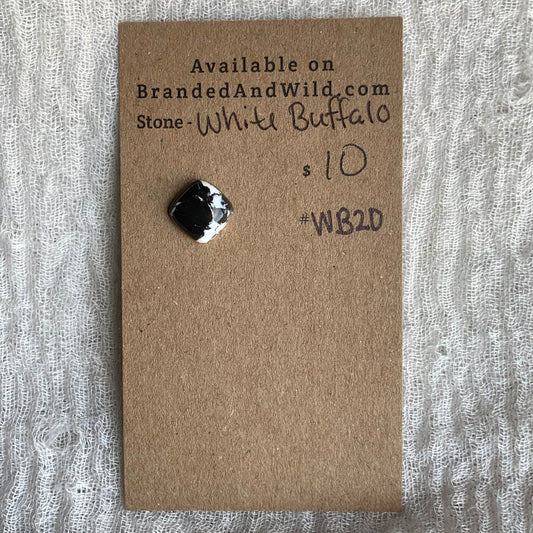 Available on
BrandedAndWild.com
Stone - White Buffalo
$ 10
#WB20